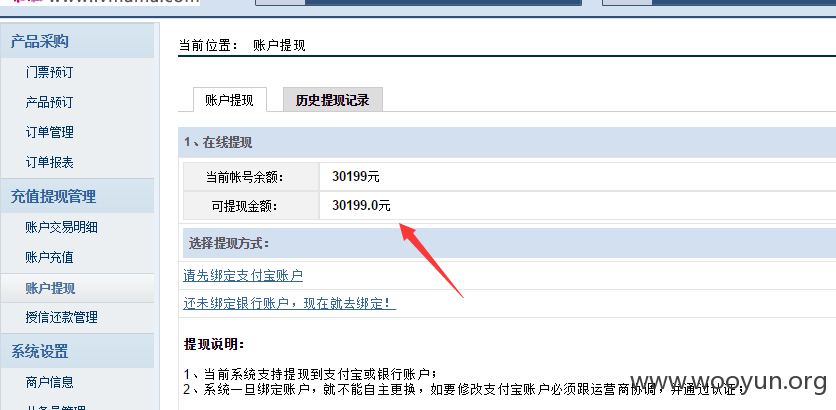 产品采购
门票预订
产品预订
订单管理
订单报表
充值提现管理
账户交易明细
账户充值
账户提现
授信还款管理
系统设置
商户信息
当前位置： 账户提现
账户提现
历史提现记录
1、在线提现
当前帐号余额： 30199元
可提现金额： 30199.0元
选择提现方式：
请先绑定支付宝账户
还未绑定银行账户，现在就去绑定！
提现说明：
1、当前系统支持提现到支付宝或银行账户；
2、系统一旦绑定账户，就不能自主更换，如要修改支付宝账户必须跟运营商协调，并通过认证。
www.wooyun.org